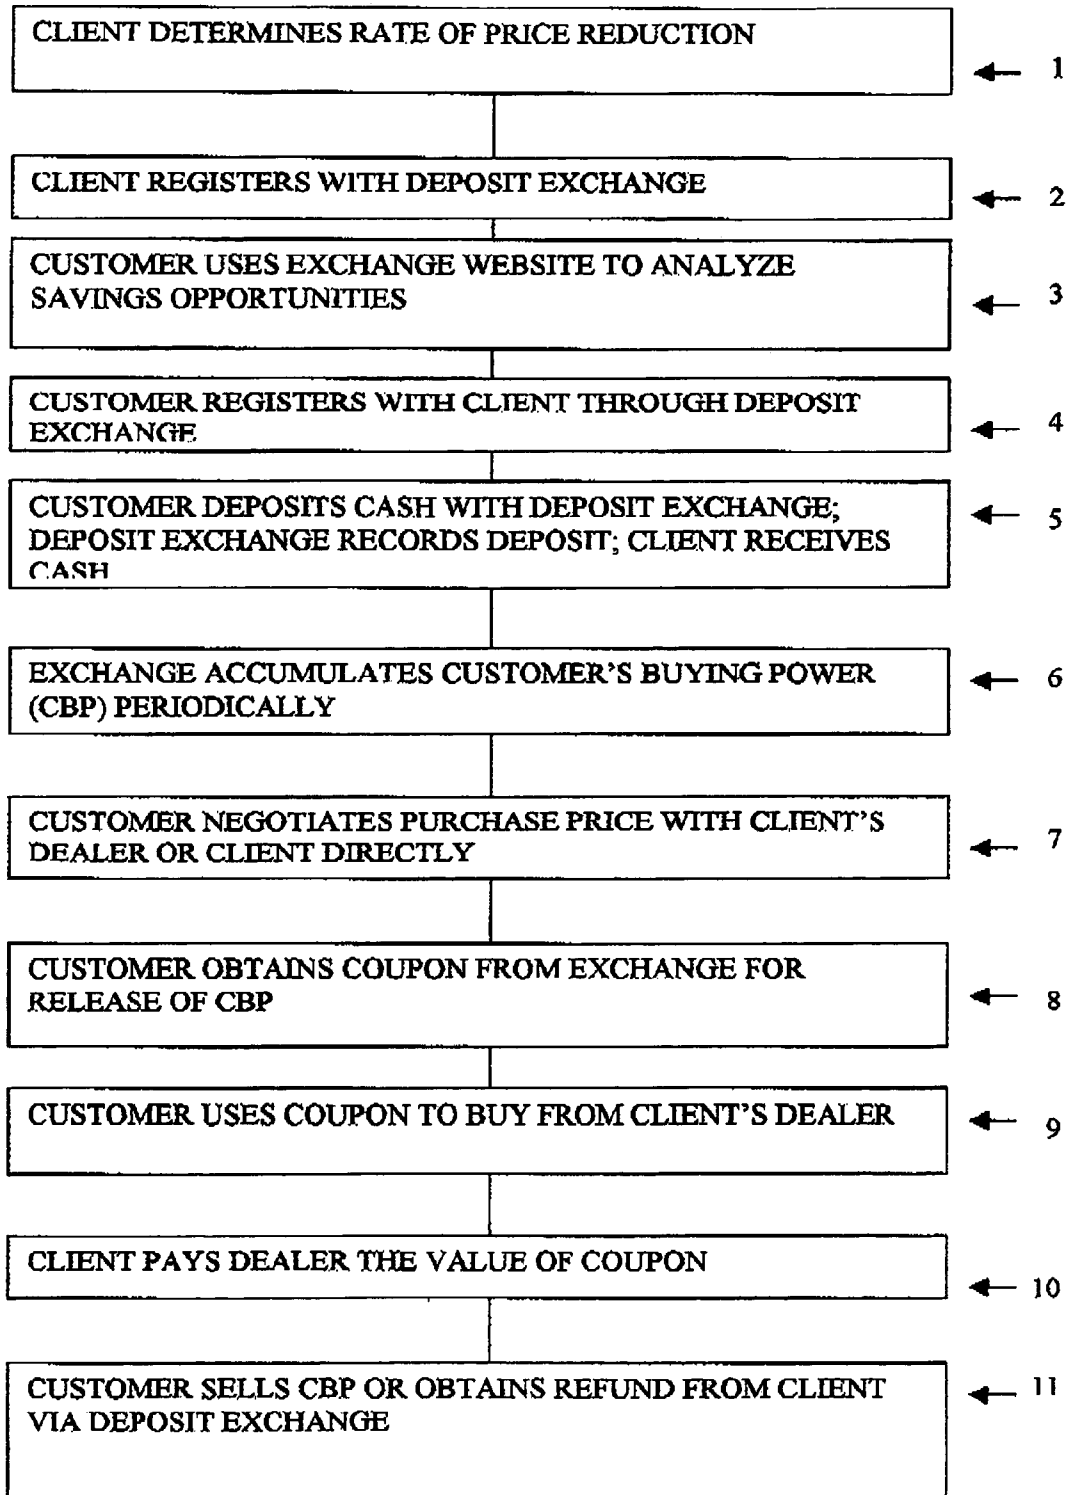 CLIENT DETERMINES RATE OF PRICE REDUCTION
1
CLIENT REGISTERS WITH DEPOSIT EXCHANGE
2
CUSTOMER USES EXCHANGE WEBSITE TO ANALYZE
SAVINGS OPPORTUNITIES
3
CUSTOMER REGISTERS WITH CLIENT THROUGH DEPOSIT
EXCHANGE
4
CUSTOMER DEPOSITS CASH WITH DEPOSIT EXCHANGE;
DEPOSIT EXCHANGE RECORDS DEPOSIT; CLIENT RECEIVES
CASH
5
EXCHANGE ACCUMULATES CUSTOMER'S BUYING POWER
(CBP) PERIODICALLY
6
CUSTOMER NEGOTIATES PURCHASE PRICE WITH CLIENT'S
DEALER OR CLIENT DIRECTLY
7
CUSTOMER OBTAINS COUPON FROM EXCHANGE FOR
RELEASE OF CBP
8
CUSTOMER USES COUPON TO BUY FROM CLIENT'S DEALER
9
CLIENT PAYS DEALER THE VALUE OF COUPON
10
CUSTOMER SELLS CBP OR OBTAINS REFUND FROM CLIENT
VIA DEPOSIT EXCHANGE
11